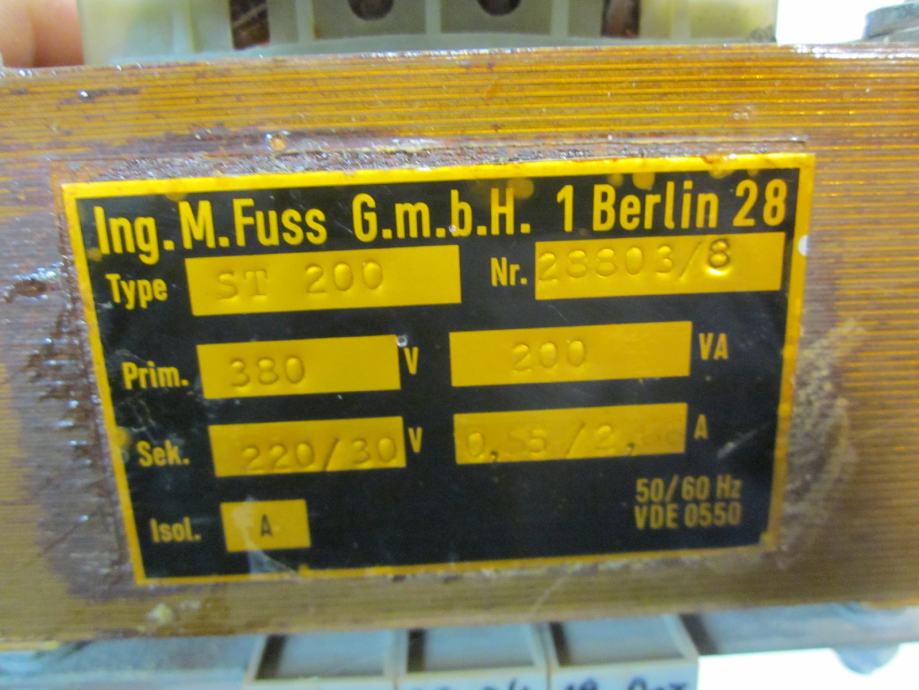 Ing. M. Fuss G.m.b.H. 1 Berlin 28
Type ST 200 Nr. 28803/8
Prim. 380 V 200 VA
Sek. 220/30 V A
50/60 Hz
Isol. A VDE 0550